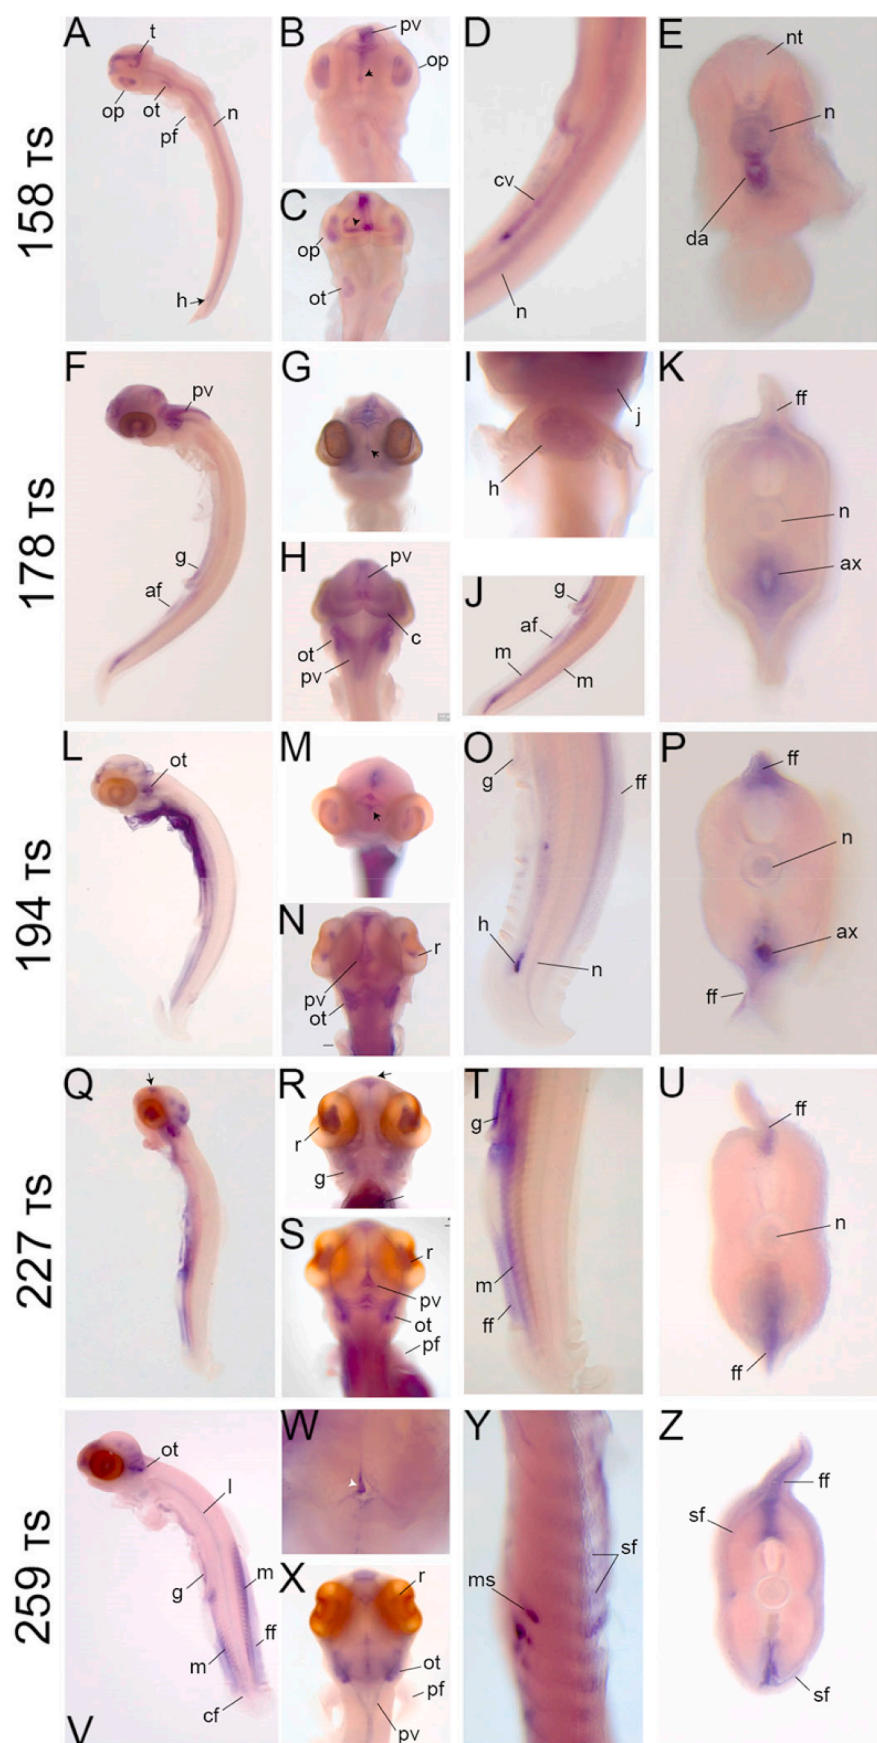 158 TS
A
t
op
ot
pf
n
h
B
pv
op
C
op
ot
D
cv
n
E
nt
n
da
178 TS
F
pv
g
af
G
H
pv
c
ot
pv
I
j
h
J
g
af
m
m
K
ff
n
ax
194 TS
L
ot
M
N
r
pv
ot
O
g
ff
h
n
P
ff
n
ax
ff
227 TS
Q
R
r
g
S
r
pv
ot
pf
T
g
m
ff
U
ff
n
ff
259 TS
V
ot
l
g
m
ff
m
cf
W
X
r
ot
pf
pv
Y
sf
ms
Z
ff
sf
sf